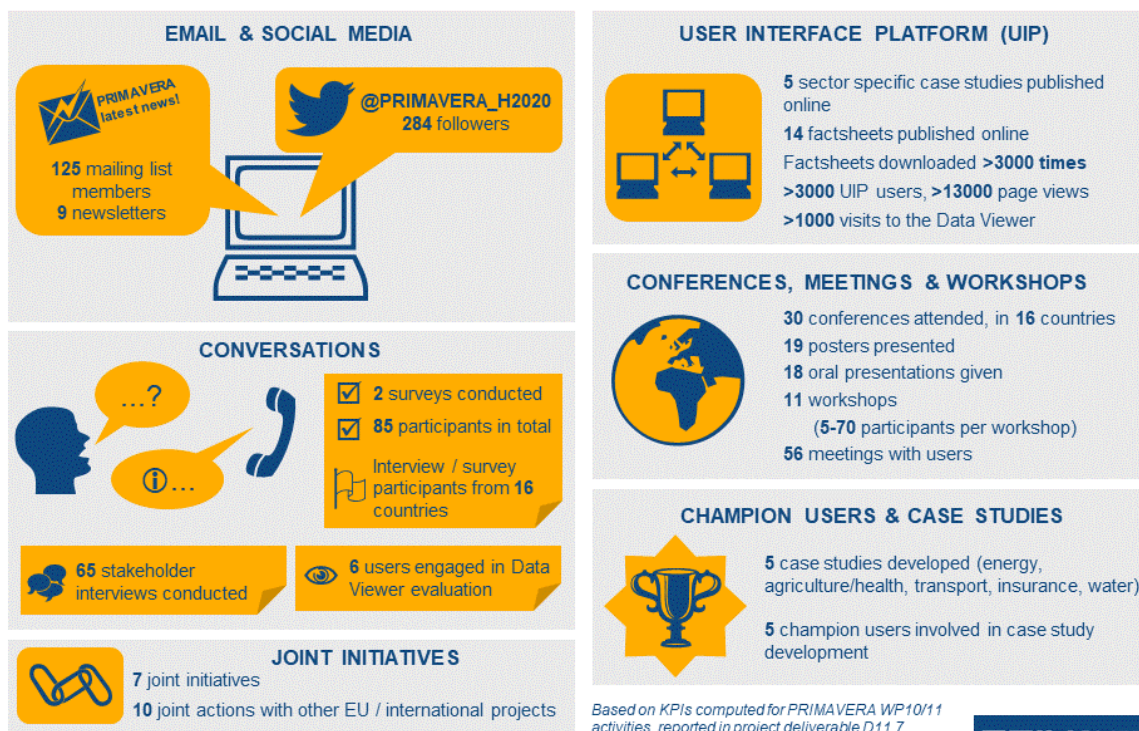 EMAIL & SOCIAL MEDIA
PRIMAVERA
latest news!
125 mailing list
members
9 newsletters
@PRIMAVERA_H2020
284 followers
CONVERSATIONS
...?
i...
2 surveys conducted
85 participants in total
Interview / survey
participants from 16
countries
65 stakeholder
interviews conducted
6 users engaged in Data
Viewer evaluation
JOINT INITIATIVES
7 joint initiatives
10 joint actions with other EU / international projects
USER INTERFACE PLATFORM (UIP)
5 sector specific case studies published
online
14 factsheets published online
Factsheets downloaded >3000 times
>3000 UIP users, >13000 page views
>1000 visits to the Data Viewer
CONFERENCES, MEETINGS & WORKSHOPS
30 conferences attended, in 16 countries
19 posters presented
18 oral presentations given
11 workshops
(5-70 participants per workshop)
56 meetings with users
CHAMPION USERS & CASE STUDIES
5 case studies developed (energy,
agriculture/health, transport, insurance, water)
5 champion users involved in case study
development
Based on KPIs computed for PRIMAVERA WP10/11
activities, reported in project deliverable D11.7